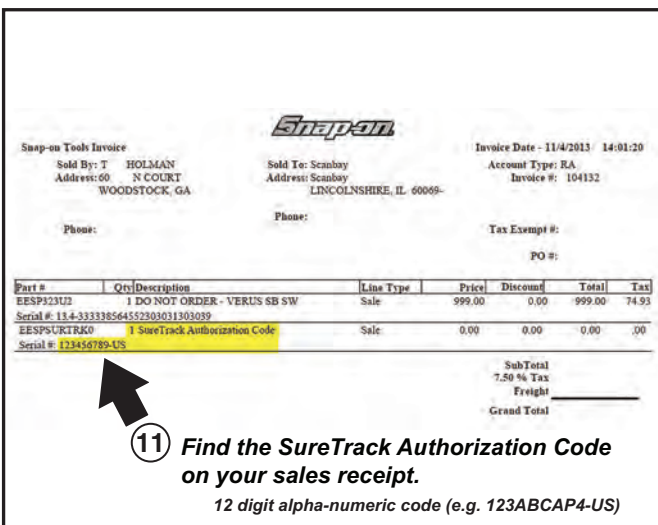 Snap-on
Snap-on Tools Invoice
Invoice Date - 11/4/2013 14:01:20
Sold By: T HOLMAN
Sold To: Scanbay
Account Type: RA
Address: 60 N COURT
Address: Scanbay
Invoice #: 104132
WOODSTOCK, GA
LINCOLNSHIRE, IL 60069-
Phone:
Phone:
Tax Exempt #:
PO #:
Part # Qty Description Line Type Price Discount Total Tax
EESP323U2 1 DO NOT ORDER - VERUS SB SW Sale 999.00 0.00 999.00 74.93
Serial #: 13.4-333338564552303031303039
EESPSURTRK0 1 SureTrack Authorization Code Sale 0.00 0.00 0.00 .00
Serial #: 123456789-US
SubTotal
7.50 % Tax
Freight
Grand Total
11 Find the SureTrack Authorization Code
on your sales receipt.
12 digit alpha-numeric code (e.g. 123ABCAP4-US)